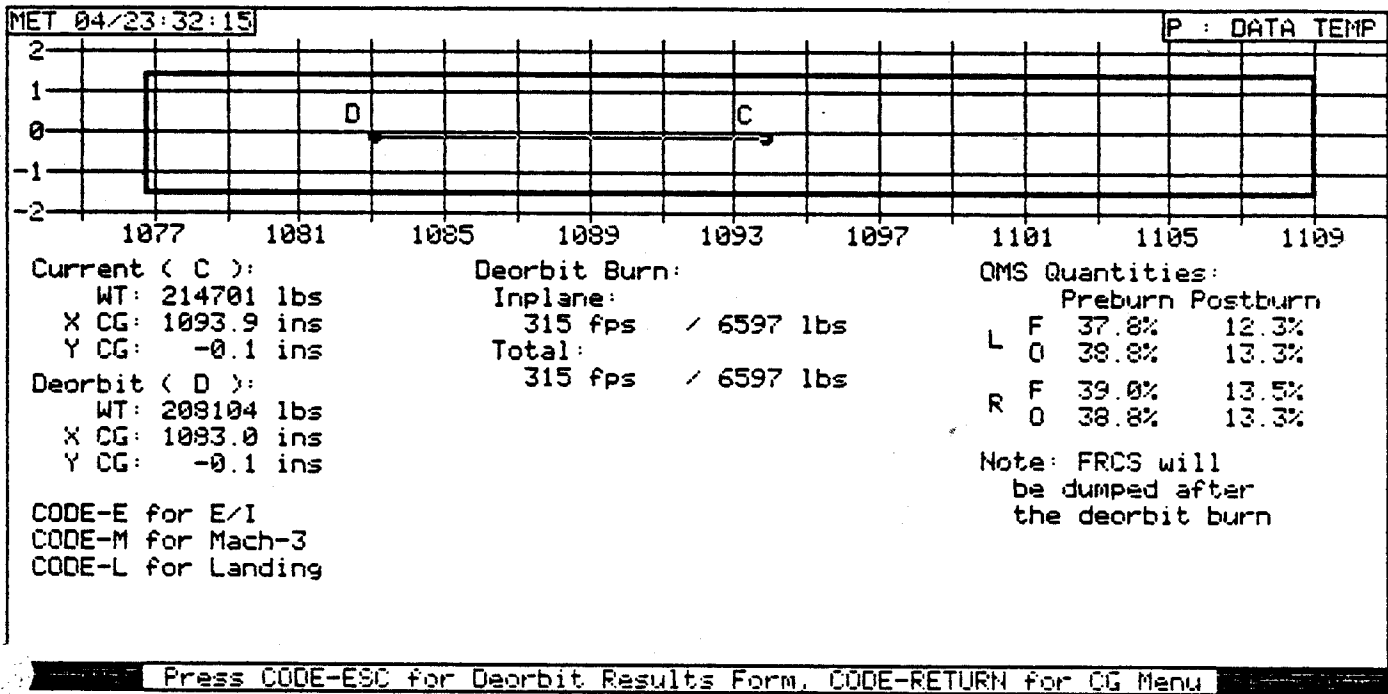 MET 04/23:32:15
P : DATA TEMP
2
1
D
C
0
-1
-2
1077 1081 1085 1089 1093 1097 1101 1105 1109
Current ( C ):
WT: 214701 lbs
X CG: 1093.9 ins
Y CG: -0.1 ins
Deorbit ( D ):
WT: 208104 lbs
X CG: 1083.0 ins
Y CG: -0.1 ins
CODE-E for E/I
CODE-M for Mach-3
CODE-L for Landing
Deorbit Burn:
Inplane:
315 fps / 6597 lbs
Total:
315 fps / 6597 lbs
OMS Quantities:
Preburn Postburn
L F 37.8% 12.3%
O 38.8% 13.3%
R F 39.0% 13.5%
O 38.8% 13.3%
Note: FRCS will
be dumped after
the deorbit burn
Press CODE-ESC for Deorbit Results Form, CODE-RETURN for CG Menu